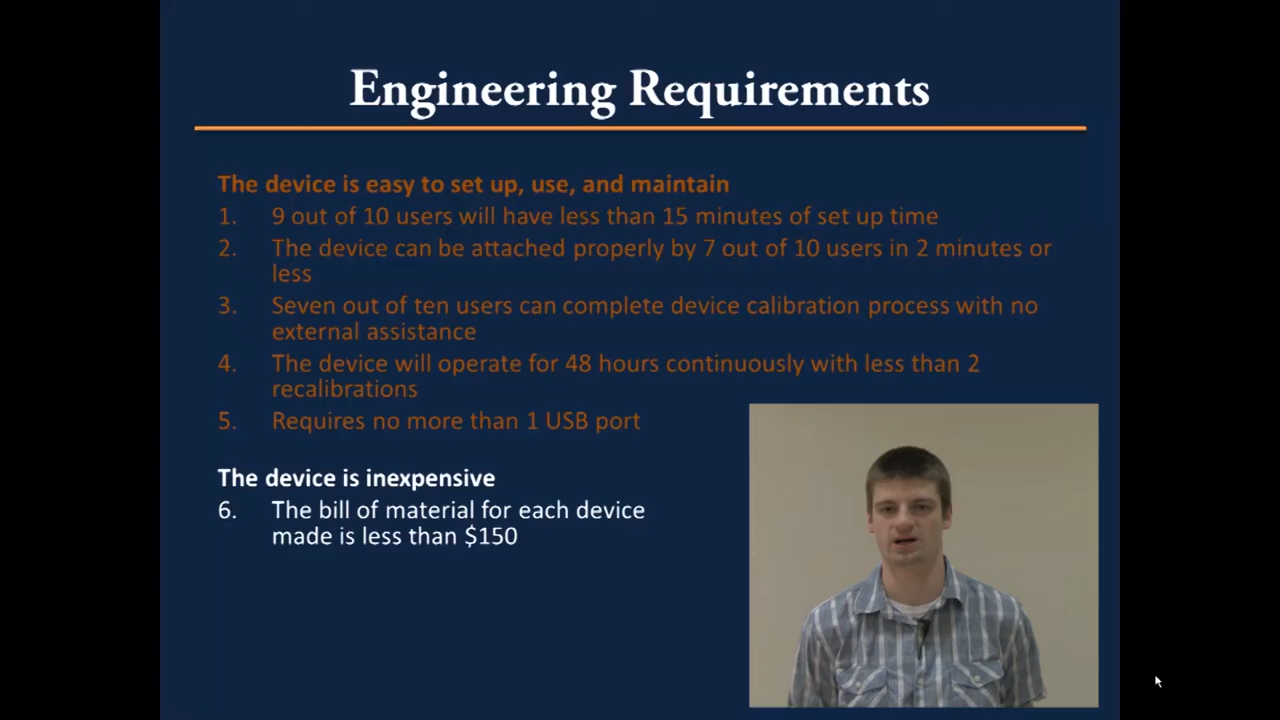 Engineering Requirements
The device is easy to set up, use, and maintain
1. 9 out of 10 users will have less than 15 minutes of set up time
2. The device can be attached properly by 7 out of 10 users in 2 minutes or
less
3. Seven out of ten users can complete device calibration process with no
external assistance
4. The device will operate for 48 hours continuously with less than 2
recalibrations
5. Requires no more than 1 USB port
The device is inexpensive
6. The bill of material for each device
made is less than $150